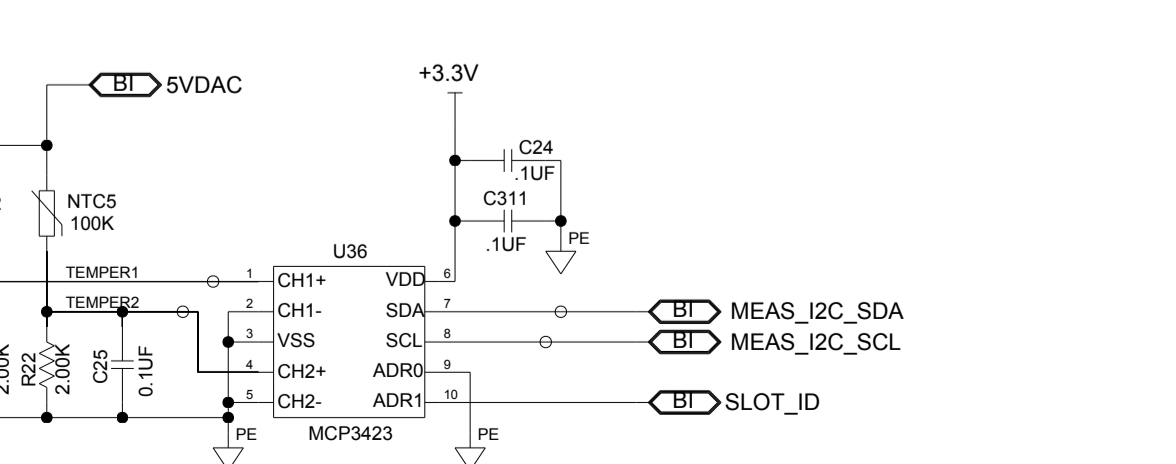 +3.3V
BI 5VDAC
C24
.1UF
NTC5
100K
C311
.1UF
PE
U36
TEMPER1
1 CH1+ VDD 6
TEMPER2
2 CH1- SDA 7 BI MEAS_I2C_SDA
3 VSS SCL 8 BI MEAS_I2C_SCL
2.00K
R22
2.00K
C25
0.1UF
4 CH2+ ADR0 9
5 CH2- ADR1 10 BI SLOT_ID
PE
MCP3423
PE